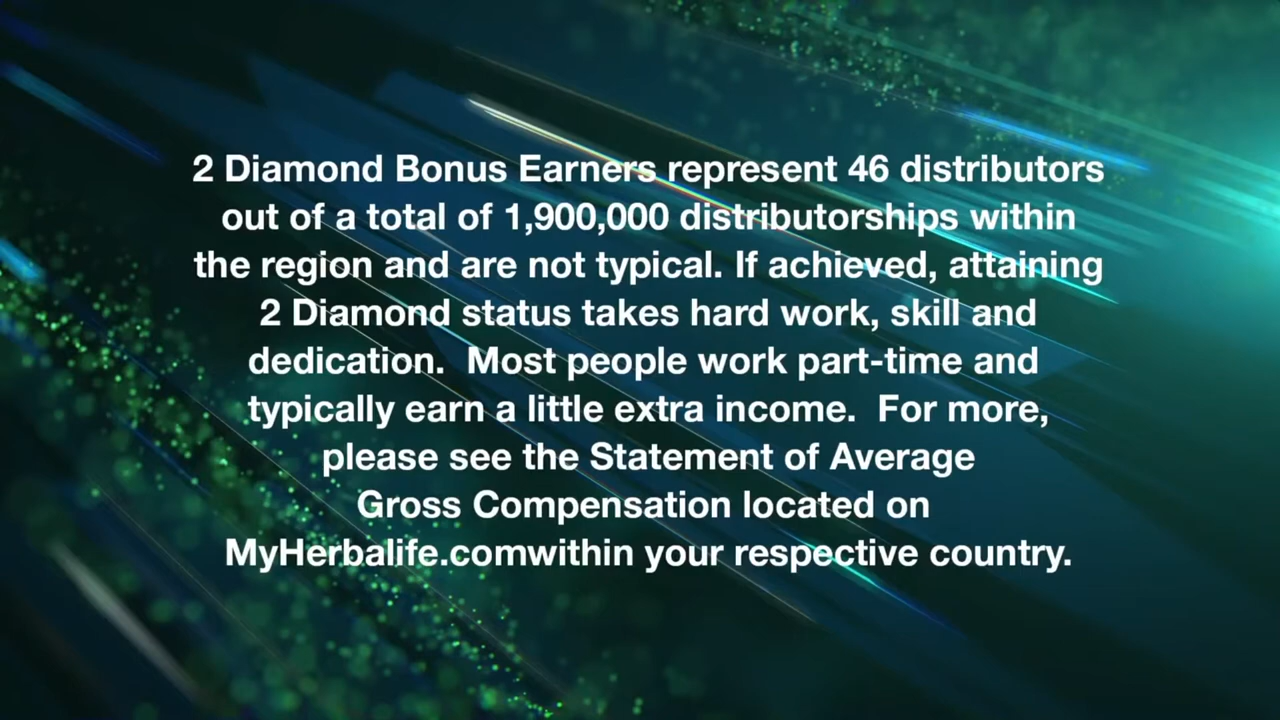 2 Diamond Bonus Earners represent 46 distributors
out of a total of 1,900,000 distributorships within
the region and are not typical. If achieved, attaining
2 Diamond status takes hard work, skill and
dedication.  Most people work part-time and
typically earn a little extra income.  For more,
please see the Statement of Average
Gross Compensation located on
MyHerbalife.comwithin your respective country.